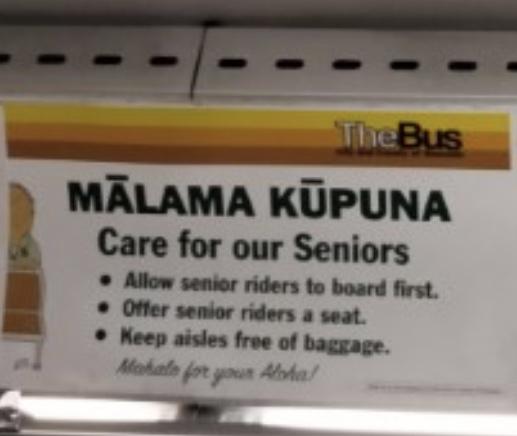 TheBus
MĀLAMA KŪPUNA
Care for our Seniors
• Allow senior riders to board first.
• Offer senior riders a seat.
• Keep aisles free of baggage.
Mahalo for your Aloha!